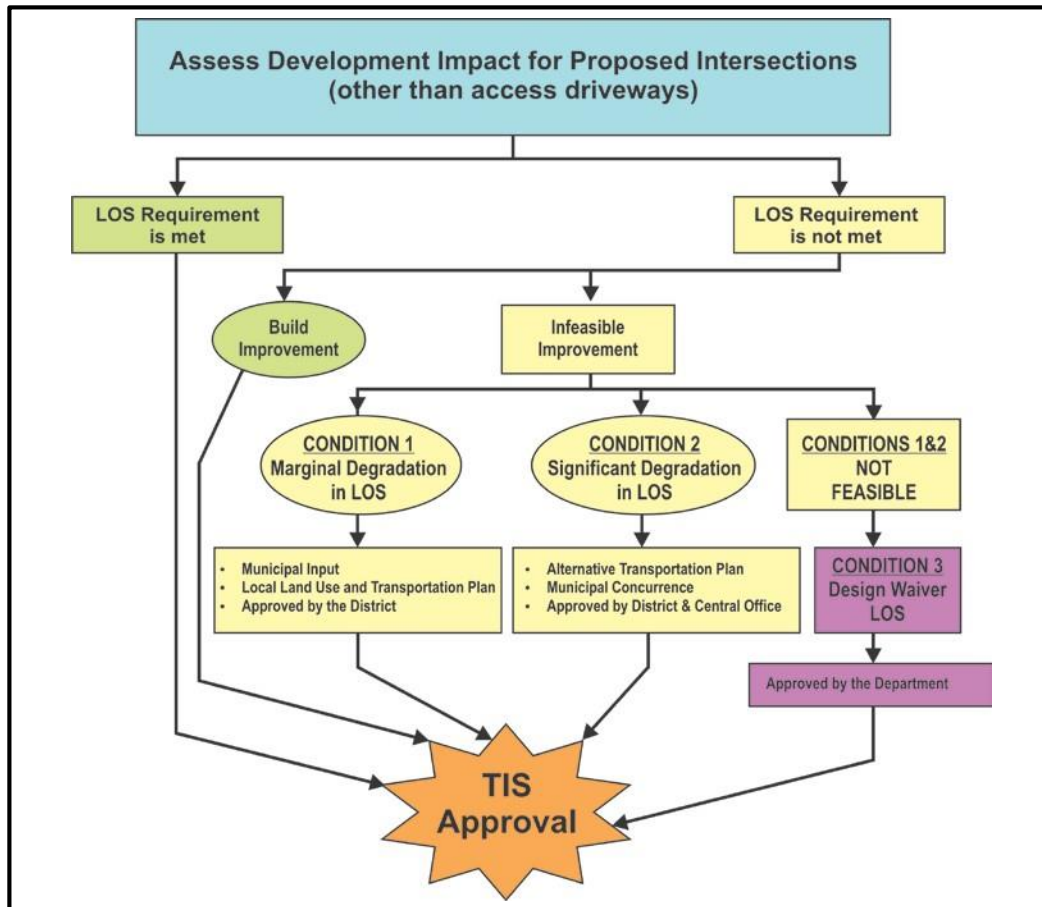 Assess Development Impact for Proposed Intersections
(other than access driveways)
LOS Requirement
is met
LOS Requirement
is not met
Build
Improvement
Infeasible
Improvement
CONDITION 1
Marginal Degradation
in LOS
CONDITION 2
Significant Degradation
in LOS
CONDITIONS 1&2
NOT
FEASIBLE
• Municipal Input
• Local Land Use and Transportation Plan
• Approved by the District
• Alternative Transportation Plan
• Municipal Concurrence
• Approved by District & Central Office
CONDITION 3
Design Waiver
LOS
Approved by the Department
TIS
Approval